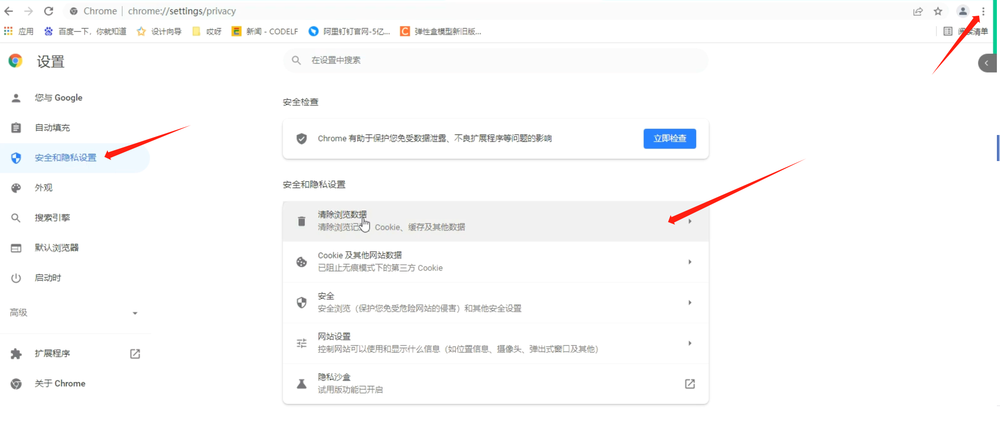 Chrome | chrome://settings/privacy
应用 百度一下，你就知道 设计向导 哎呀 新闻 - CODELF 阿里钉钉官网-5亿... 弹性盒模型新旧版... 清单
设置
在设置中搜索
您与 Google
自动填充
安全和隐私设置
外观
搜索引擎
默认浏览器
启动时
高级
扩展程序
关于 Chrome
安全检查
Chrome 有助于保护您免受数据泄露、不良扩展程序等问题的影响
立即检查
安全和隐私设置
清除浏览数据
清除浏览记 Cookie、缓存及其他数据
Cookie 及其他网站数据
已阻止无痕模式下的第三方 Cookie
安全
安全浏览（保护您免受危险网站的侵害）和其他安全设置
网站设置
控制网站可以使用和显示什么信息（如位置信息、摄像头、弹出式窗口及其他）
隐私沙盒
试用版功能已开启